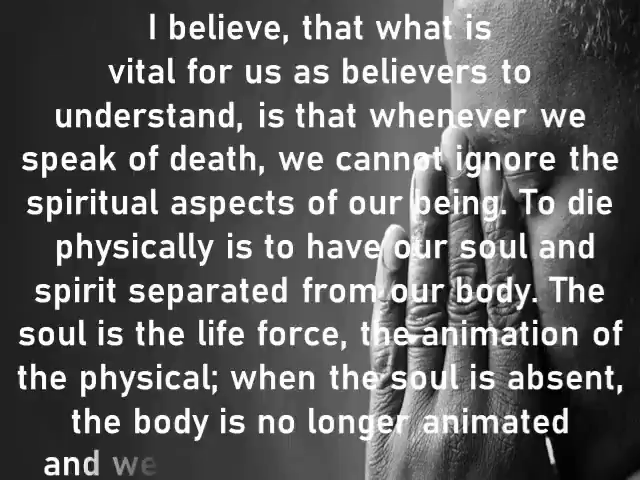 I believe, that what is
vital for us as believers to
understand, is that whenever we
speak of death, we cannot ignore the
spiritual aspects of our being. To die
physically is to have our soul and
spirit separated from our body. The
soul is the life force, the animation of
the physical; when the soul is absent,
the body is no longer animated
and we